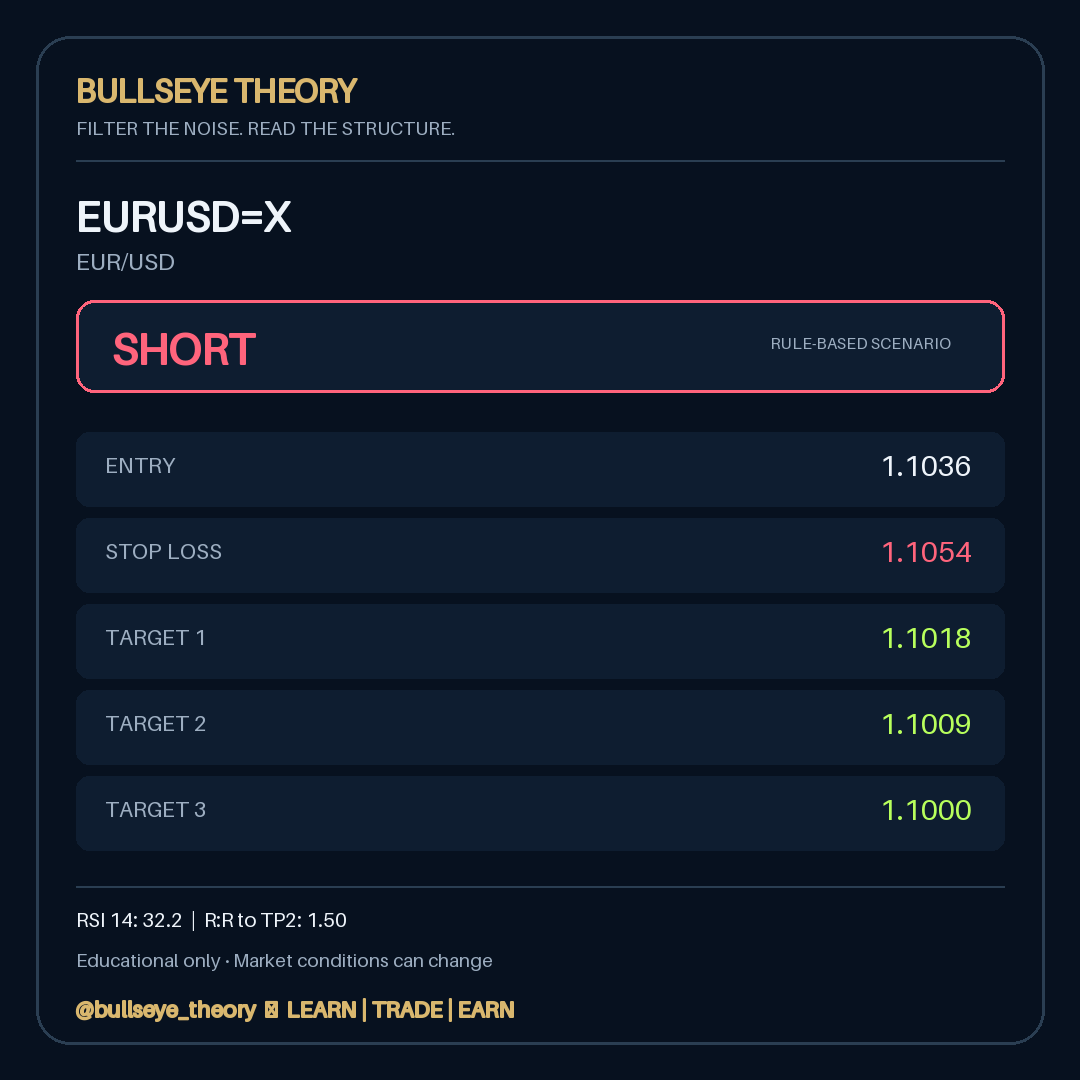 BULLSEYE THEORY
FILTER THE NOISE. READ THE STRUCTURE.
EURUSD=X
EUR/USD
SHORT RULE-BASED SCENARIO
ENTRY 1.1036
STOP LOSS 1.1054
TARGET 1 1.1018
TARGET 2 1.1009
TARGET 3 1.1000
RSI 14: 32.2 | R:R to TP2: 1.50
Educational only · Market conditions can change
@bullseye_theory LEARN | TRADE | EARN